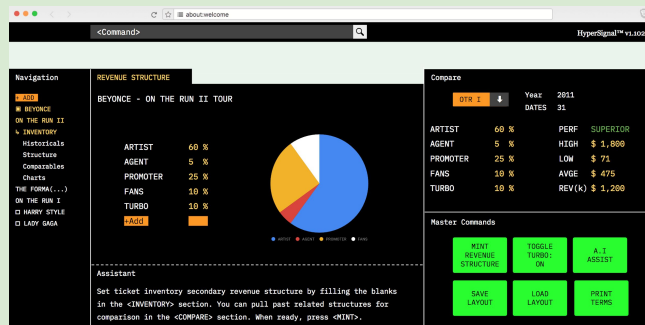 about:welcome
<Command>
HyperSignal™ v1.102
Navigation
+ ADD
BEYONCE
ON THE RUN II
↳ INVENTORY
Historicals
Structure
Comparables
Charts
THE FORMA(...)
ON THE RUN I
HARRY STYLE
LADY GAGA
REVENUE STRUCTURE
BEYONCE - ON THE RUN II TOUR
ARTIST 60 %
AGENT 5 %
PROMOTER 25 %
FANS 10 %
TURBO 10 %
+Add
ARTIST AGENT PROMOTER FANS
Assistant
Set ticket inventory secondary revenue structure by filling the blanks
in the <INVENTORY> section. You can pull past related structures for
comparison in the <COMPARE> section. When ready, press <MINT>.
Compare
OTR I
Year 2011
DATES 31
ARTIST 60 % PERF SUPERIOR
AGENT 5 % HIGH $ 1,800
PROMOTER 25 % LOW $ 71
FANS 10 % AVGE $ 475
TURBO 10 % REV(k) $ 1,200
Master Commands
MINT
REVENUE
STRUCTURE
TOGGLE
TURBO:
ON
A.I
ASSIST
SAVE
LAYOUT
LOAD
LAYOUT
PRINT
TERMS